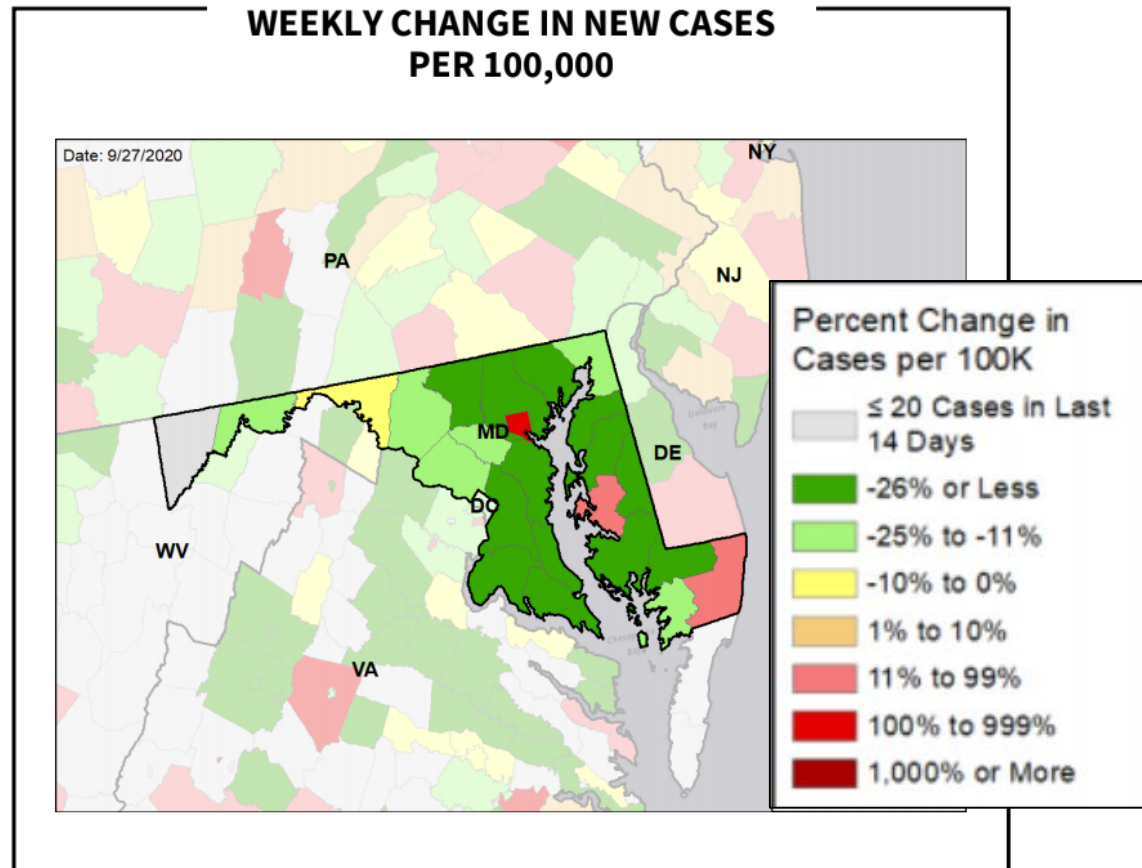 WEEKLY CHANGE IN NEW CASES
PER 100,000
Date: 9/27/2020
NY
PA
NJ
Percent Change in
Cases per 100K
≤ 20 Cases in Last
14 Days
-26% or Less
-25% to -11%
-10% to 0%
1% to 10%
11% to 99%
100% to 999%
1,000% or More
Delaware
Bay
MD
DE
DC
WV
VA